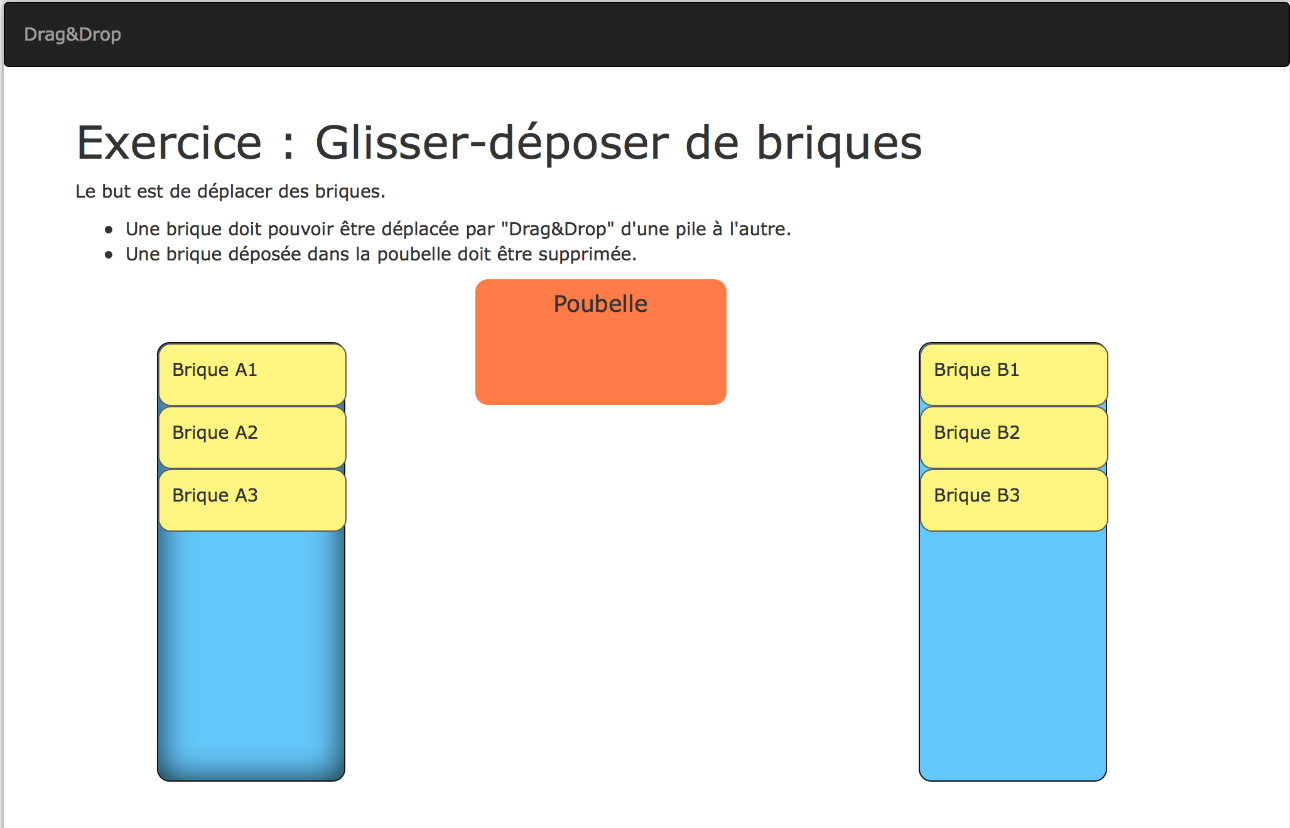 Drag&Drop
Exercice : Glisser-déposer de briques
Le but est de déplacer des briques.
Une brique doit pouvoir être déplacée par "Drag&Drop" d'une pile à l'autre.
Une brique déposée dans la poubelle doit être supprimée.
Poubelle
Brique A1
Brique A2
Brique A3
Brique B1
Brique B2
Brique B3